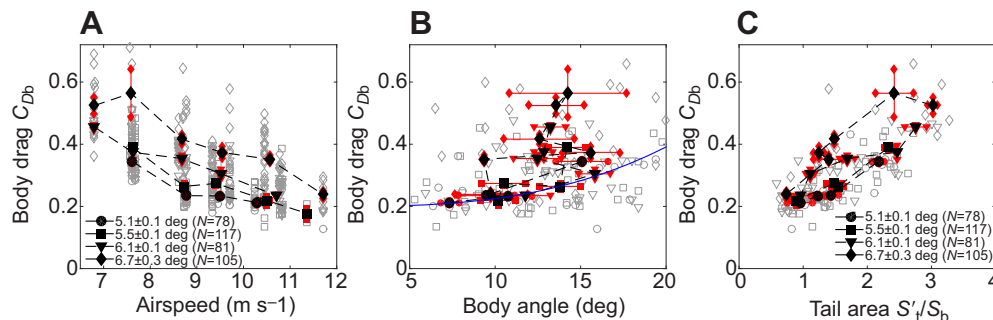 A
Body drag C_Db
0.6
0.4
0.2
0
5.1±0.1 deg (N=78)
5.5±0.1 deg (N=117)
6.1±0.1 deg (N=81)
6.7±0.3 deg (N=105)
7 8 9 10 11 12
Airspeed (m s–1)
B
Body drag C_Db
0.6
0.4
0.2
0
5 10 15 20
Body angle (deg)
C
Body drag C_Db
0.6
0.4
0.2
0
5.1±0.1 deg (N=78)
5.5±0.1 deg (N=117)
6.1±0.1 deg (N=81)
6.7±0.3 deg (N=105)
0 1 2 3 4
Tail area S′_t/S_b